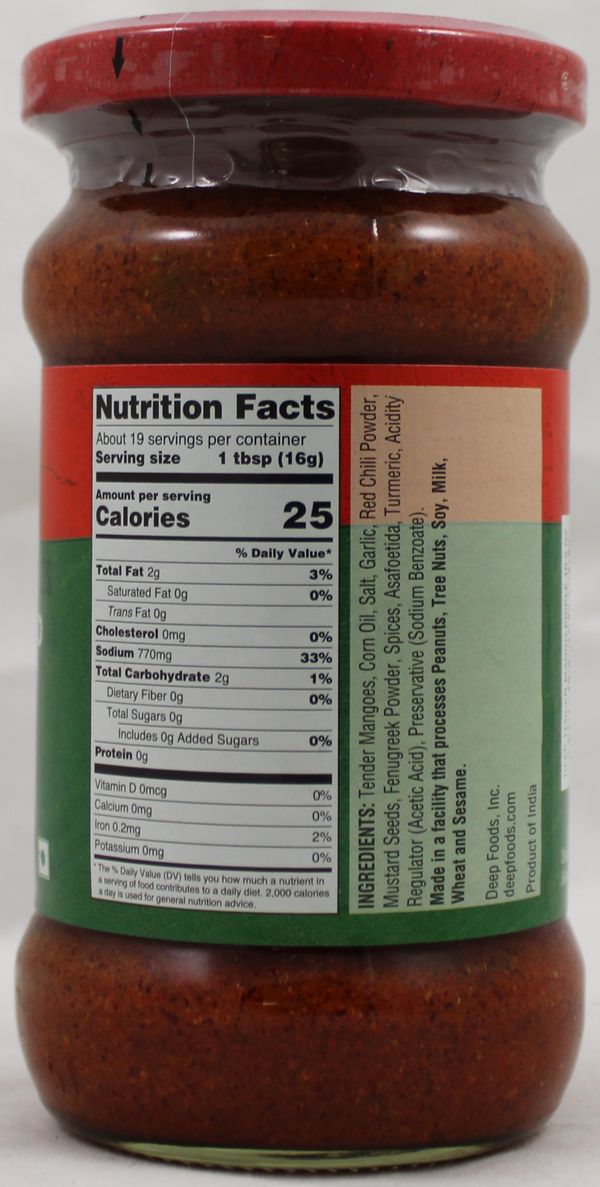 Nutrition Facts
About 19 servings per container
Serving size 1 tbsp (16g)
Amount per serving
Calories 25
% Daily Value*
Total Fat 2g 3%
Saturated Fat 0g 0%
Trans Fat 0g
Cholesterol 0mg 0%
Sodium 770mg 33%
Total Carbohydrate 2g 1%
Dietary Fiber 0g 0%
Total Sugars 0g
Includes 0g Added Sugars 0%
Protein 0g
Vitamin D 0mcg 0%
Calcium 0mg 0%
Iron 0.2mg 2%
Potassium 0mg 0%
*The % Daily Value (DV) tells you how much a nutrient in
a serving of food contributes to a daily diet. 2,000 calories
a day is used for general nutrition advice.
INGREDIENTS: Tender Mangoes, Corn Oil, Salt, Garlic, Red Chili Powder,
Mustard Seeds, Fenugreek Powder, Spices, Asafoetida, Turmeric, Acidity
Regulator (Acetic Acid), Preservative (Sodium Benzoate).
Made in a facility that processes Peanuts, Tree Nuts, Soy, Milk,
Wheat and Sesame.
Deep Foods, Inc.
deepfoods.com
Product of India